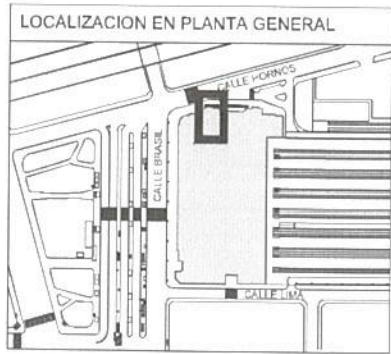 LOCALIZACION EN PLANTA GENERAL
CALLE HORNOS
CALLE BRASIL
CALLE LIMA